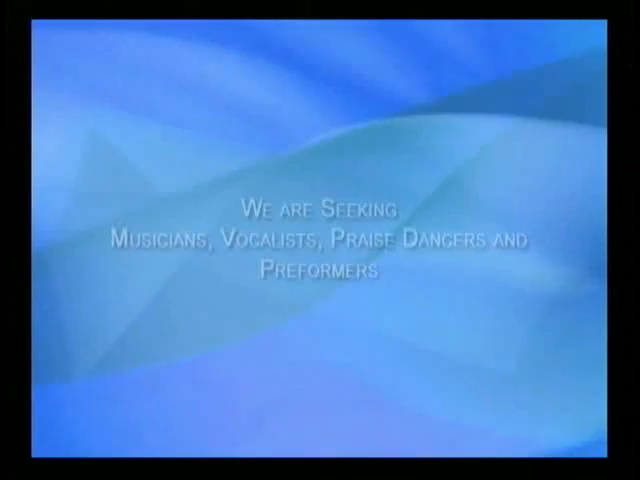 We are Seeking
Musicians, Vocalists, Praise Dancers and
Preformers